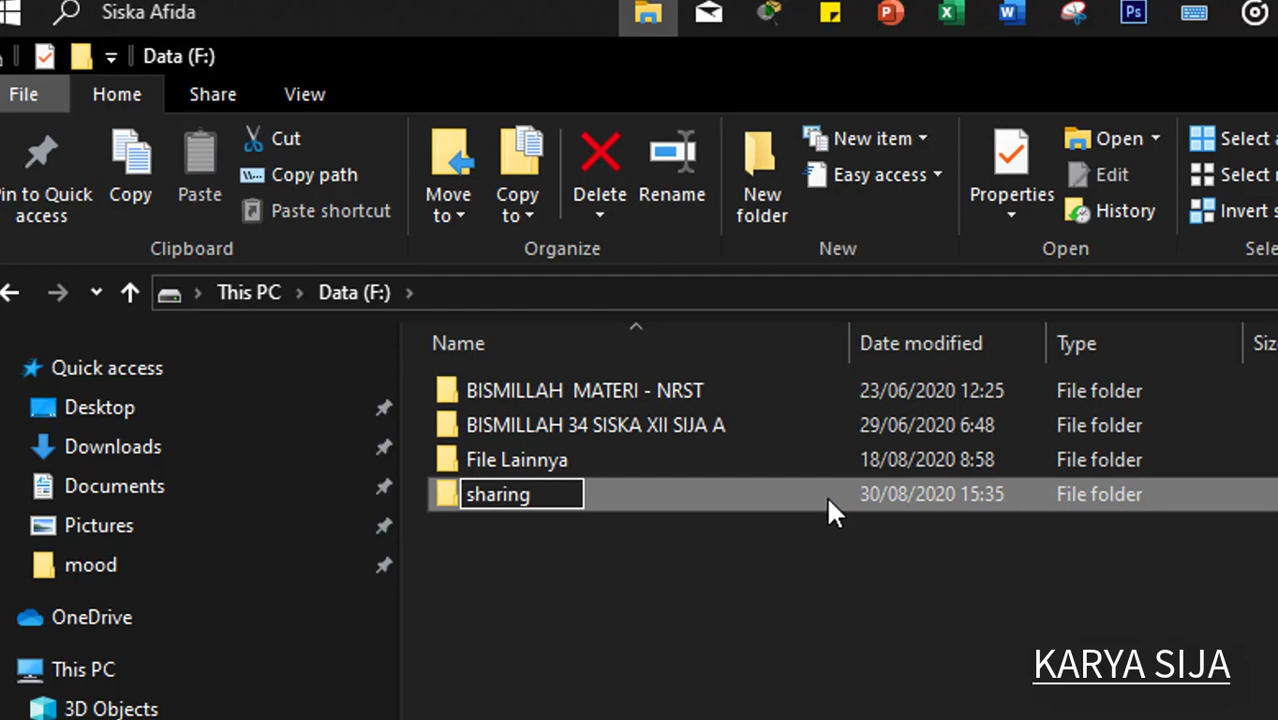 Siska Afida
Data (F:)
File Home Share View
Pin to Quick access
Copy
Paste
Cut
Copy path
Paste shortcut
Clipboard
Move to
Copy to
Delete
Rename
Organize
New folder
New item
Easy access
New
Properties
Open
Edit
History
Open
Select
Select
Invert
This PC > Data (F:) >
Name Date modified Type
BISMILLAH  MATERI - NRST 23/06/2020 12:25 File folder
BISMILLAH 34 SISKA XII SIJA A 29/06/2020 6:48 File folder
File Lainnya 18/08/2020 8:58 File folder
sharing 30/08/2020 15:35 File folder
Quick access
Desktop
Downloads
Documents
Pictures
mood
OneDrive
This PC
3D Objects
KARYA SIJA